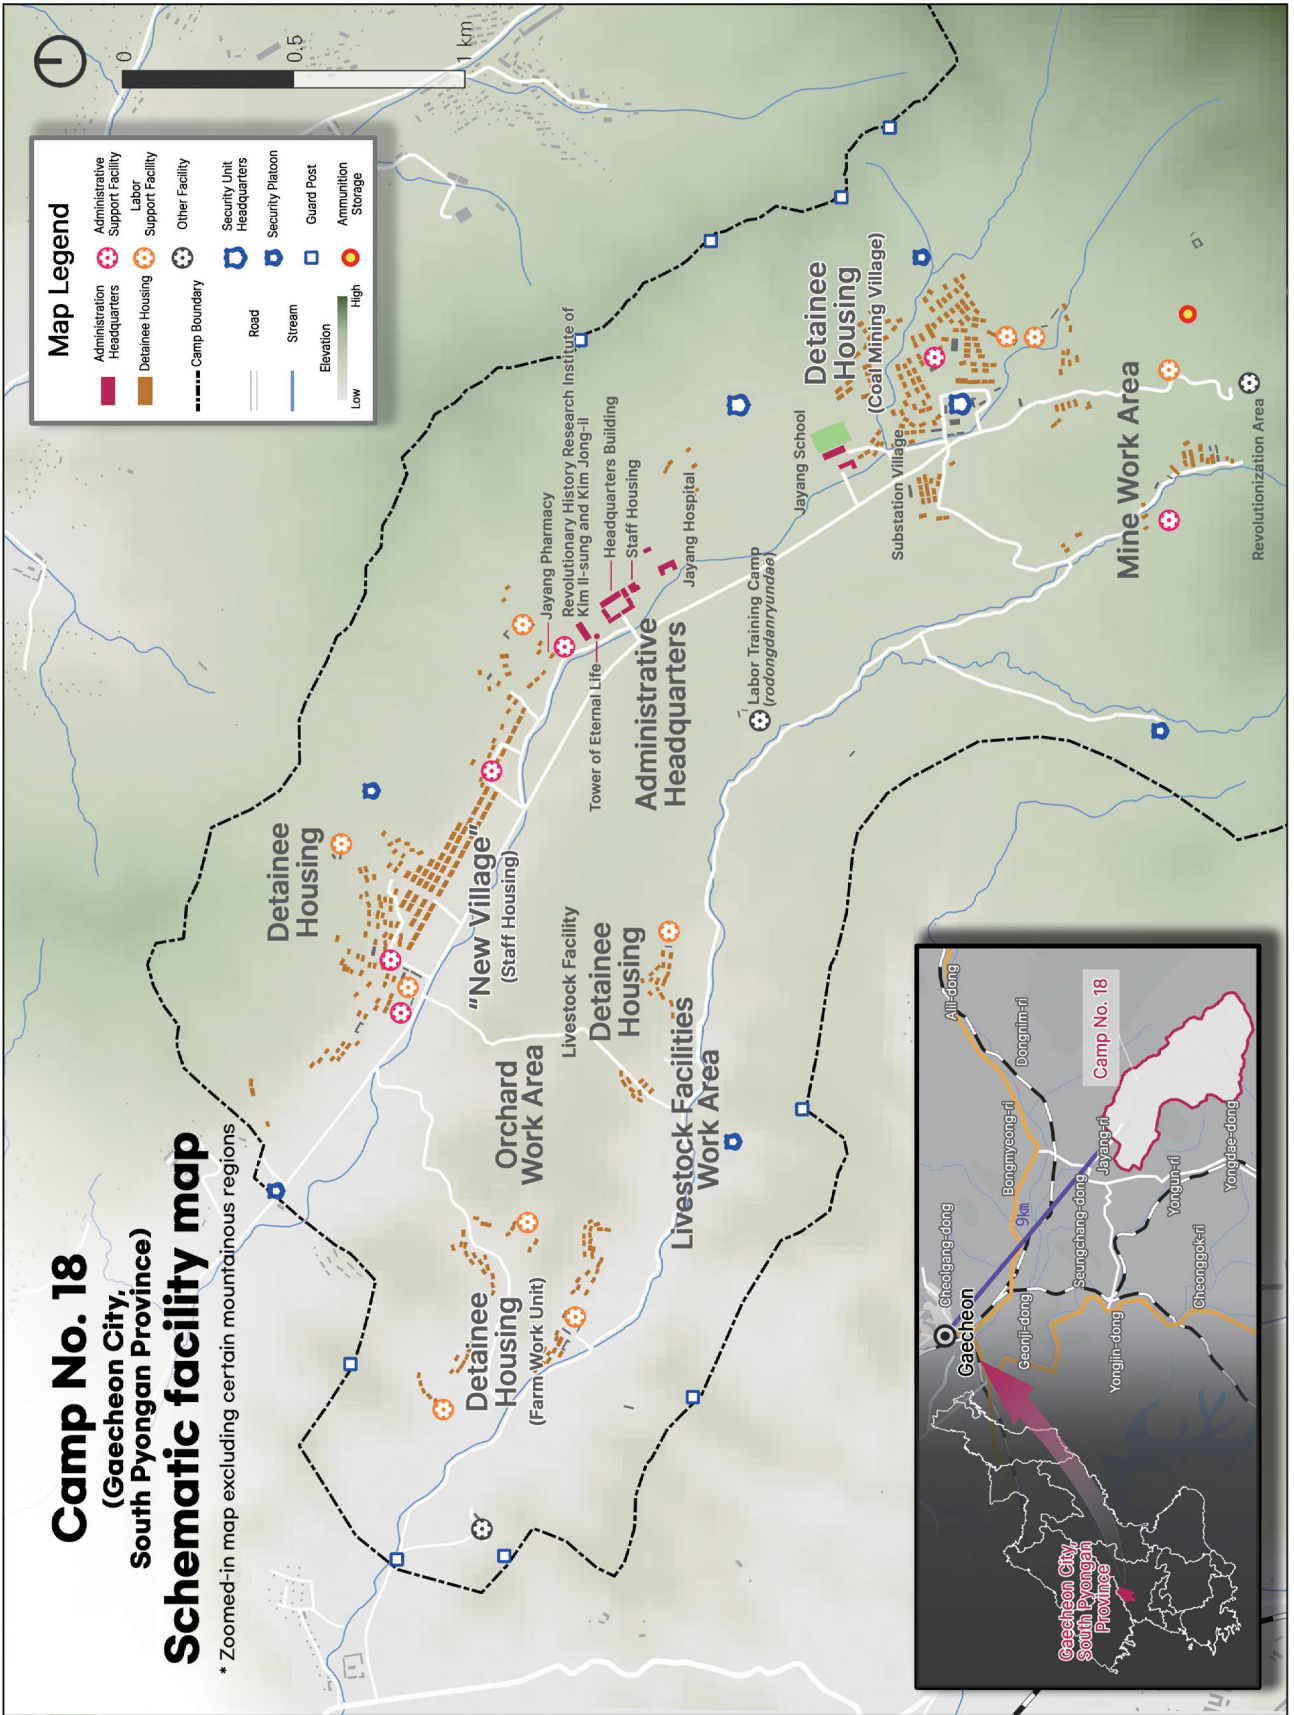 Camp No. 18
(Gaecheon City,
South Pyongan Province)
Schematic facility map
* Zoomed-in map excluding certain mountainous regions
Map Legend
Administration
Headquarters
Detainee Housing
Camp Boundary
Road
Stream
Elevation
Low
High
Administrative
Support Facility
Labor
Support Facility
Other Facility
Security Unit
Headquarters
Security Platoon
Guard Post
Ammunition
Storage
0
0.5
1 km
Detainee
Housing
"New Village"
(Staff Housing)
Jayang Pharmacy
Revolutionary History Research Institute of
Kim Il-sung and Kim Jong-il
Headquarters Building
Staff Housing
Tower of Eternal Life
Jayang Hospital
Administrative
Headquarters
Orchard
Work Area
Livestock Facility
Detainee
Housing
Livestock Facilities
Work Area
Detainee
Housing
(Farm Work Unit)
Labor Training Camp
(rodongdanryundae)
Jayang School
Detainee
Housing
(Coal Mining Village)
Substation Village
Mine Work Area
Revolutionization Area
Gaecheon City,
South Pyongan
Province
Gaecheon
Cheolgang-dong
Geonji-dong
9km
Bongmyeong-ri
Dongnim-ri
Alil-dong
Seungchang-dong
Jayang-ri
Camp No. 18
Yongjin-dong
Yongun-ri
Cheonggok-ri
Yongdae-dong